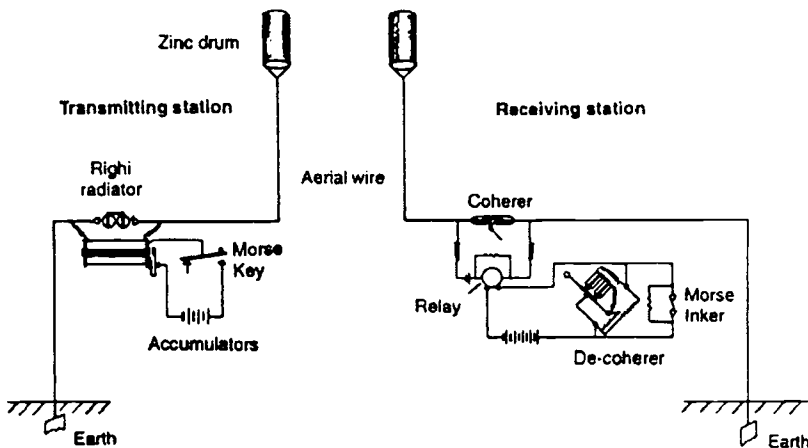 Zinc drum
Transmitting station
Receiving station
Righi
radiator
Aerial wire
Coherer
Morse
Key
Relay
Morse
Inker
Accumulators
De-coherer
Earth
Earth